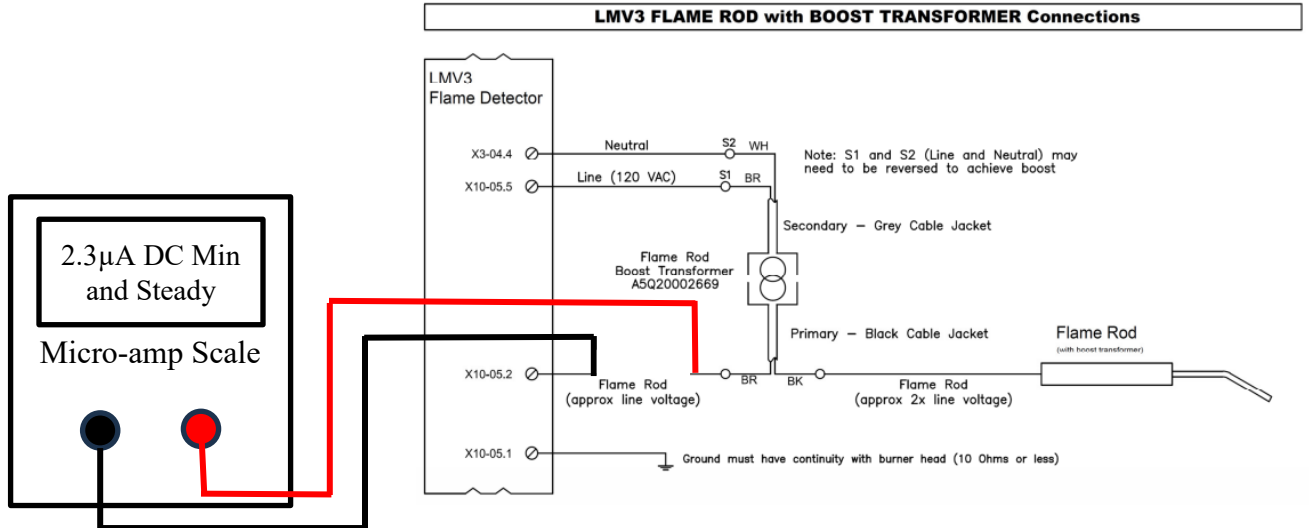 LMV3 FLAME ROD with BOOST TRANSFORMER Connections
LMV3
Flame Detector
X3-04.4
Neutral
S2
WH
Note: S1 and S2 (Line and Neutral) may
need to be reversed to achieve boost
X10-05.5
Line (120 VAC)
S1
BR
Secondary – Grey Cable Jacket
2.3µA DC Min
and Steady
Micro-amp Scale
Flame Rod
Boost Transformer
A5Q20002669
Primary – Black Cable Jacket
Flame Rod
(with boost transformer)
X10-05.2
Flame Rod
(approx line voltage)
BR
BK
Flame Rod
(approx 2x line voltage)
X10-05.1
Ground must have continuity with burner head (10 Ohms or less)